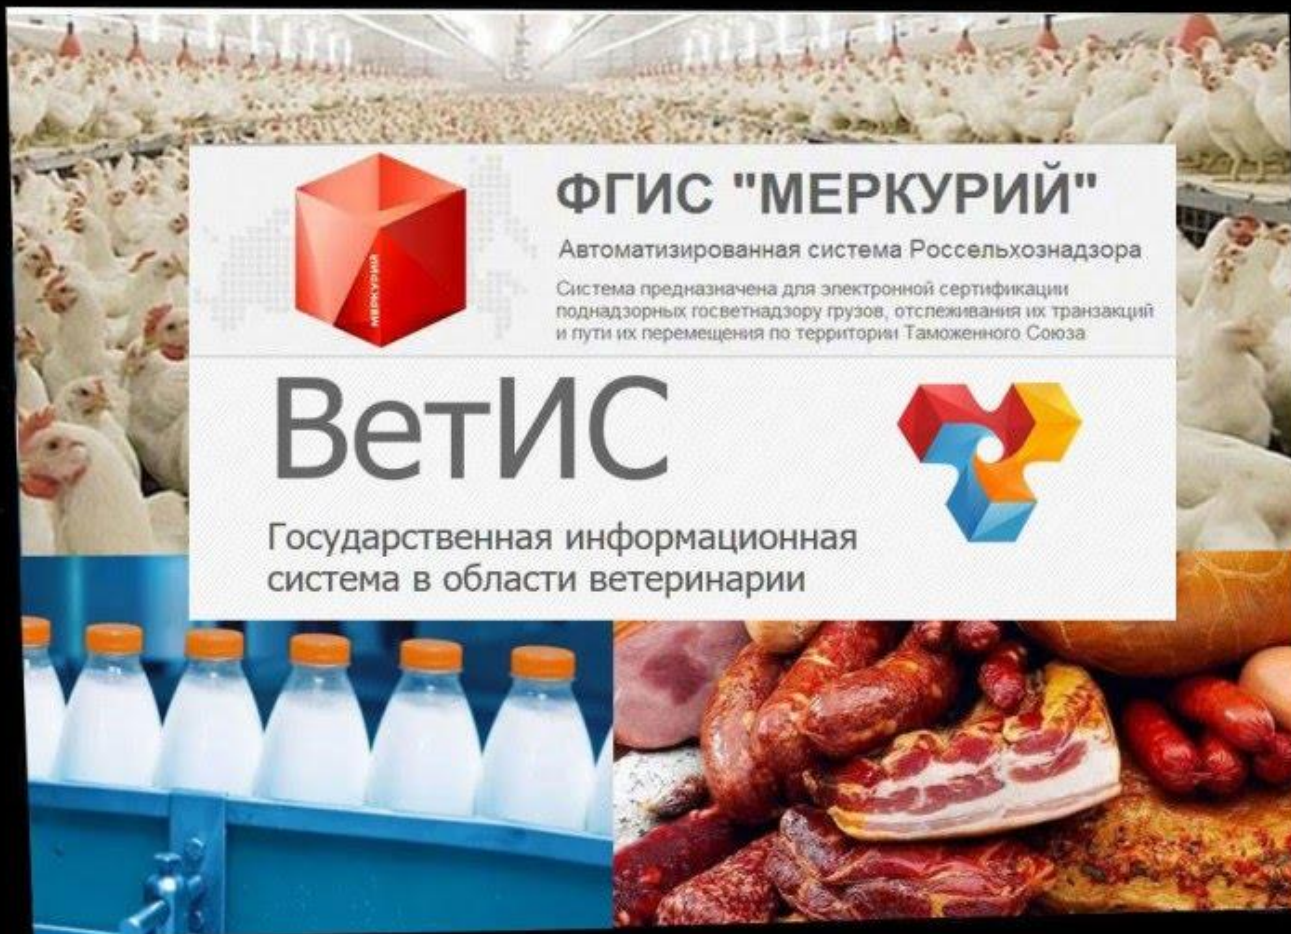 ФГИС "МЕРКУРИЙ"
Автоматизированная система Россельхознадзора
Система предназначена для электронной сертификации
поднадзорных госветнадзору грузов, отслеживания их транзакций
и пути их перемещения по территории Таможенного Союза
МЕРКУРИЙ
ВетИС
Государственная информационная
система в области ветеринарии